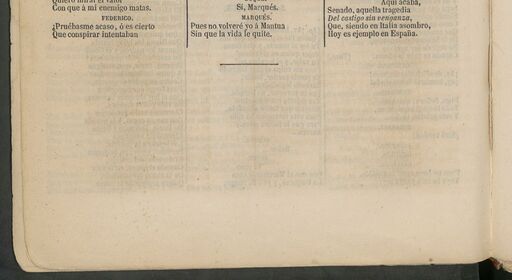 Quiero mirar el valor
Con que á mi enemigo matas.
FEDERICO.
¿Pruébasme acaso, ó es cierto
Que conspirar intentaban
Sí, Marqués.
MARQUÉS.
Pues no volveré yo á Mantua
Sin que la vida le quite.
Aquí acaba,
Senado, aquella tragedia
Del castigo sin venganza,
Que, siendo en Italia asombro,
Hoy es ejemplo en España.